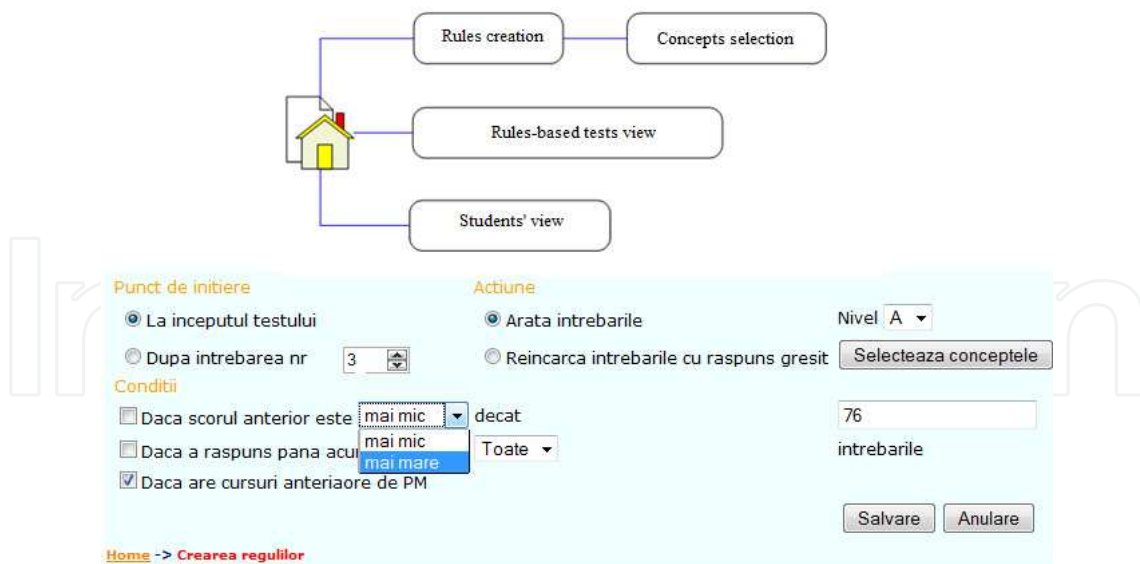 Rules creation
Concepts selection
Rules-based tests view
Students' view
Punct de initiere
Actiune
La inceputul testului
Arata intrebarile
Nivel A
Dupa intrebarea nr 3
Reincarca intrebarile cu raspuns gresit
Selecteaza conceptele
Conditii
Daca scorul anterior este mai mic decat
76
mai mic
mai mare
Daca a raspuns pana acu
Toate
intrebarile
Daca are cursuri anteriaore de PM
Salvare
Anulare
Home -> Crearea regulilor